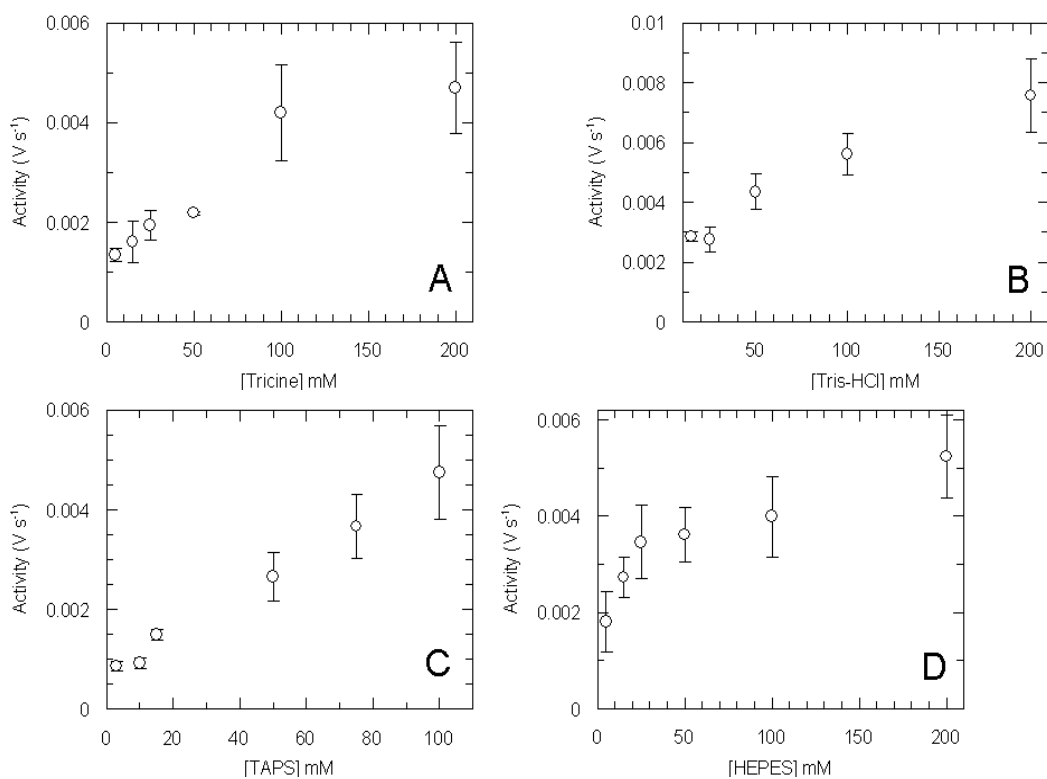 0.006
0.004
0.002
0
Activity (V s⁻¹)
A
0 50 100 150 200
[Tricine] mM
0.01
0.008
0.006
0.004
0.002
0
Activity (V s⁻¹)
B
50 100 150 200
[Tris-HCl] mM
0.006
0.004
0.002
0
Activity (V s⁻¹)
C
0 20 40 60 80 100
[TAPS] mM
0.006
0.004
0.002
0
Activity (V s⁻¹)
D
0 50 100 150 200
[HEPES] mM